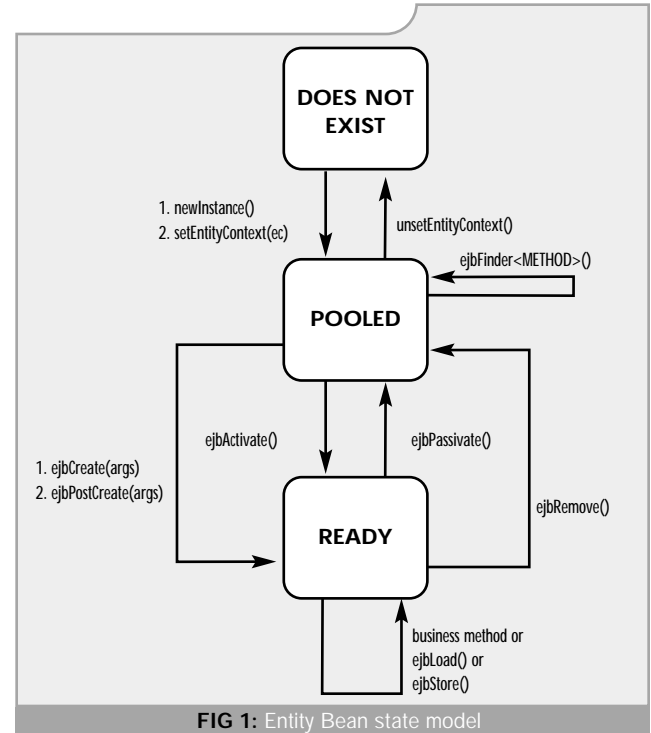 DOES NOT
EXIST
1. newInstance()
2. setEntityContext(ec)
unsetEntityContext()
ejbFinder<METHOD>()
POOLED
ejbActivate()
ejbPassivate()
1. ejbCreate(args)
2. ejbPostCreate(args)
ejbRemove()
READY
business method or
ejbLoad() or
ejbStore()
FIG 1: Entity Bean state model